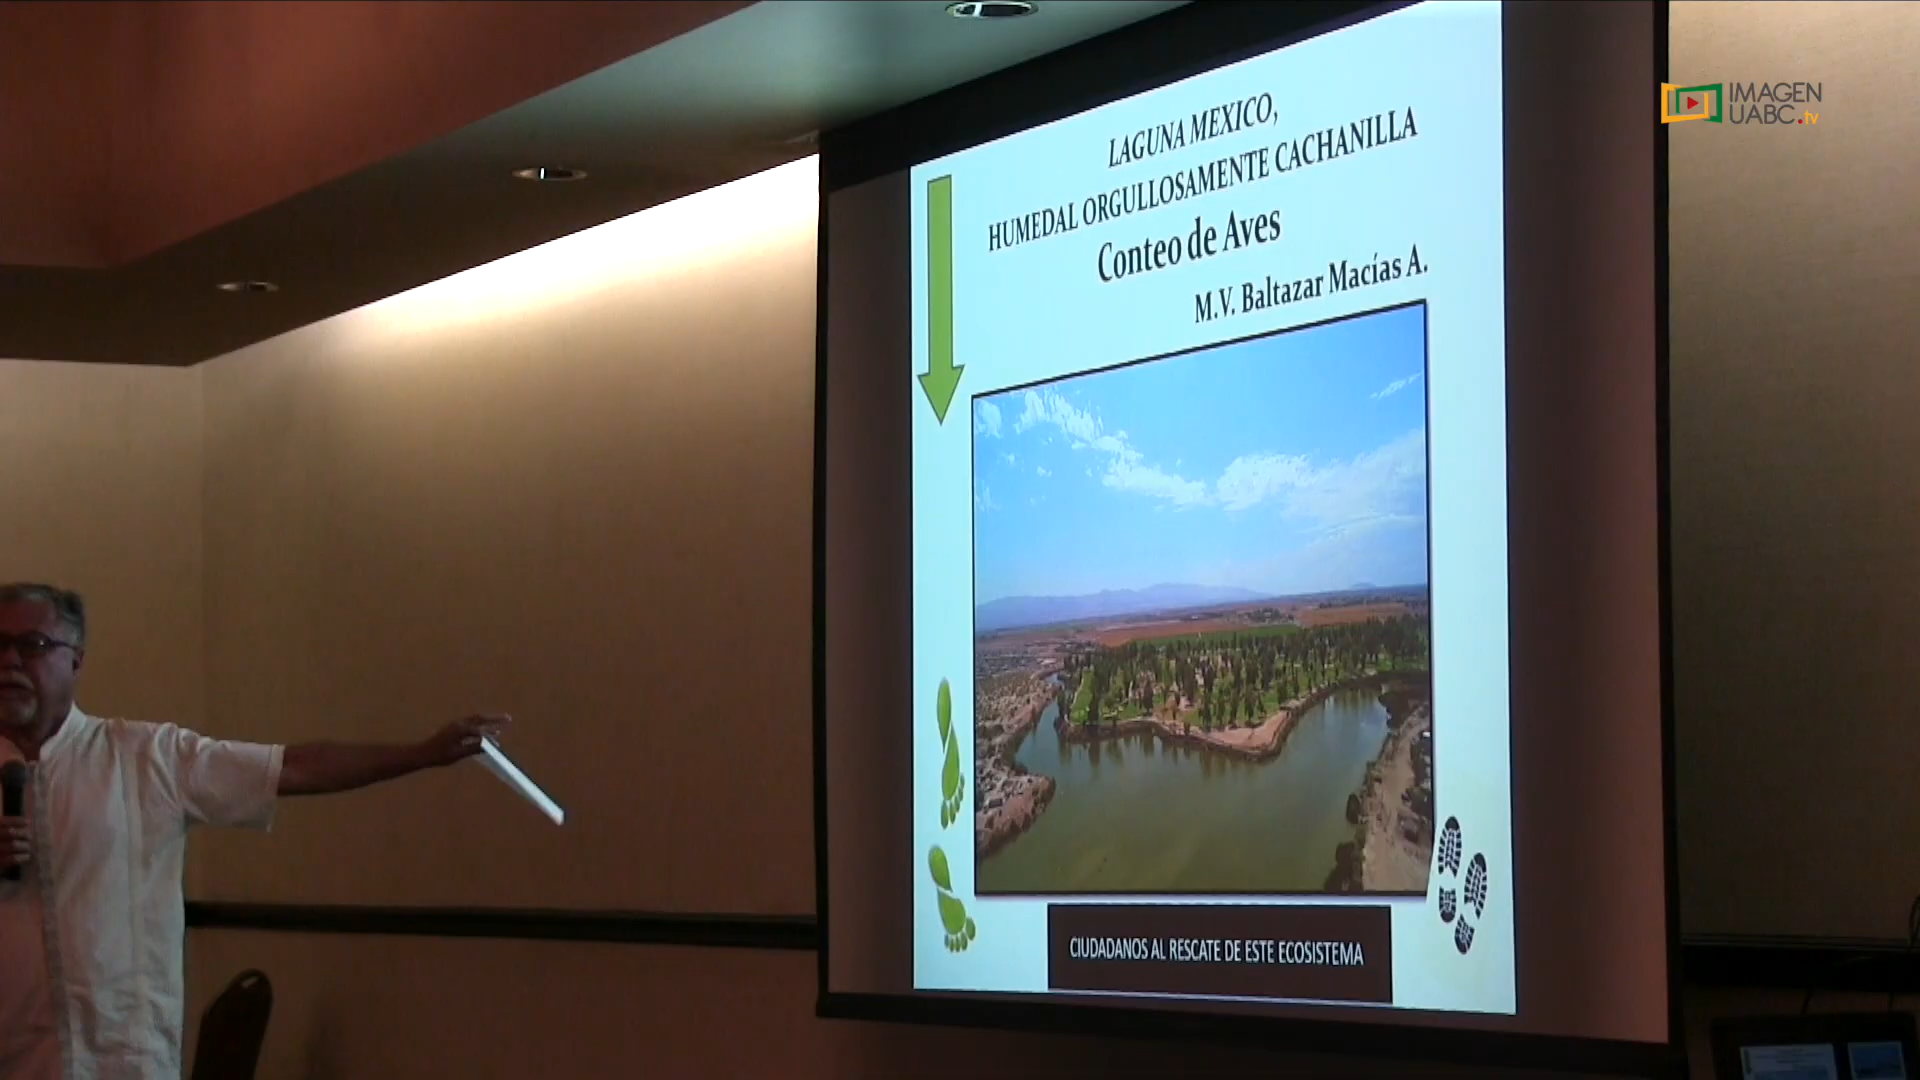 IMAGEN
UABC.tv
LAGUNA MEXICO,
HUMEDAL ORGULLOSAMENTE CACHANILLA
Conteo de Aves
M.V. Baltazar Macías A.
CIUDADANOS AL RESCATE DE ESTE ECOSISTEMA